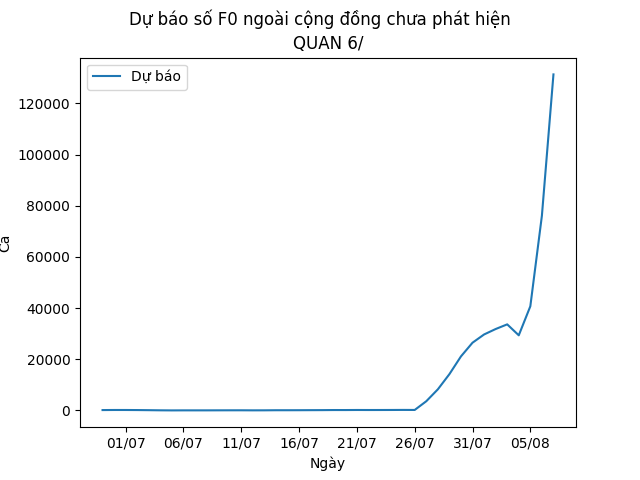 Dự báo số F0 ngoài cộng đồng chưa phát hiện
QUAN 6/
Dự báo
120000
100000
80000
60000
40000
20000
0
Ca
01/07 06/07 11/07 16/07 21/07 26/07 31/07 05/08
Ngày